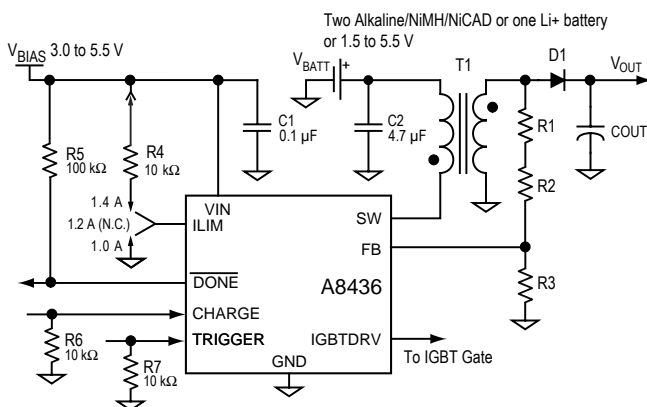 Two Alkaline/NiMH/NiCAD or one Li+ battery
or 1.5 to 5.5 V
VBIAS 3.0 to 5.5 V
VBATT
+
T1
D1
VOUT
C1
0.1 µF
C2
4.7 µF
R1
COUT
R5
100 kΩ
R4
10 kΩ
R2
1.4 A
1.2 A (N.C.)
1.0 A
VIN
ILIM
SW
FB
R3
DONE
A8436
CHARGE
TRIGGER
IGBTDRV
To IGBT Gate
GND
R6
10 kΩ
R7
10 kΩ